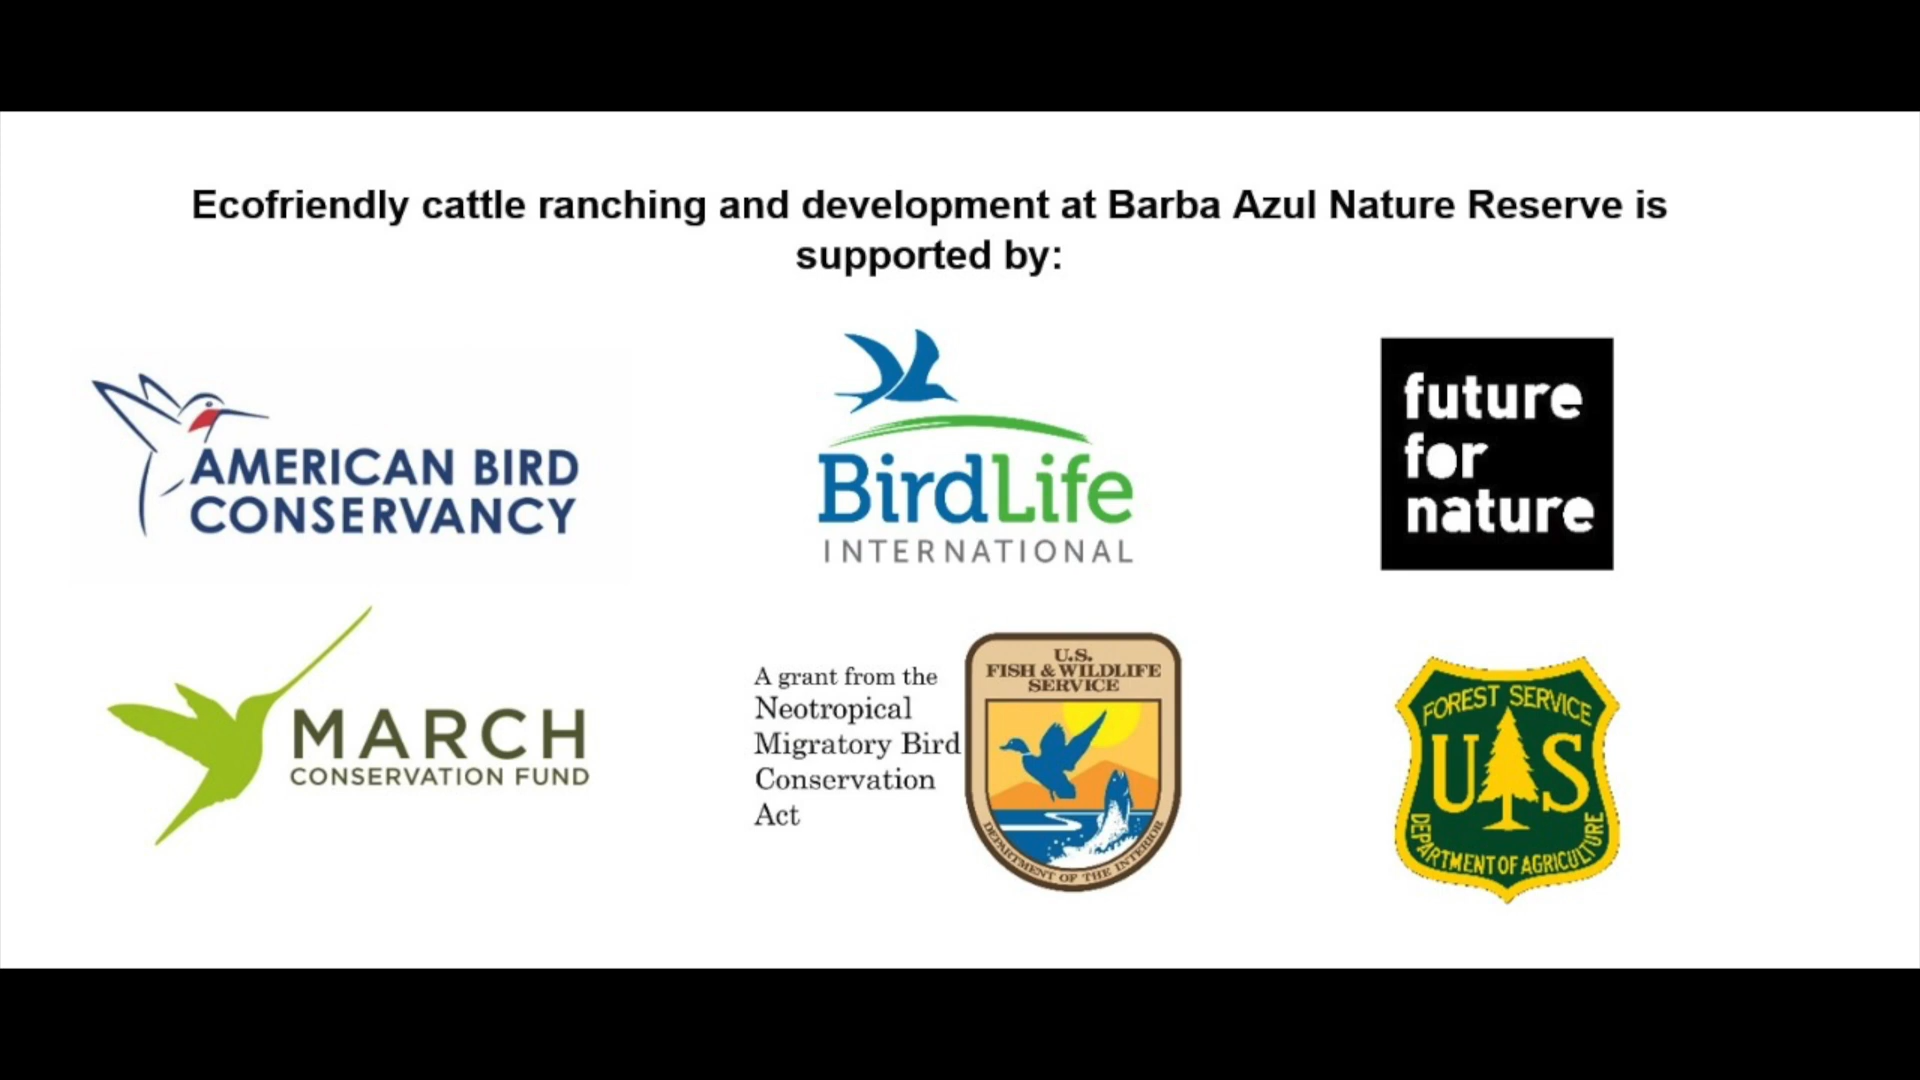 Ecofriendly cattle ranching and development at Barba Azul Nature Reserve is
supported by:
AMERICAN BIRD
CONSERVANCY
BirdLife
INTERNATIONAL
future
for
nature
MARCH
CONSERVATION FUND
A grant from the
Neotropical
Migratory Bird
Conservation
Act
U.S.
FISH & WILDLIFE
SERVICE
DEPARTMENT OF THE INTERIOR
FOREST SERVICE
U S
DEPARTMENT OF AGRICULTURE